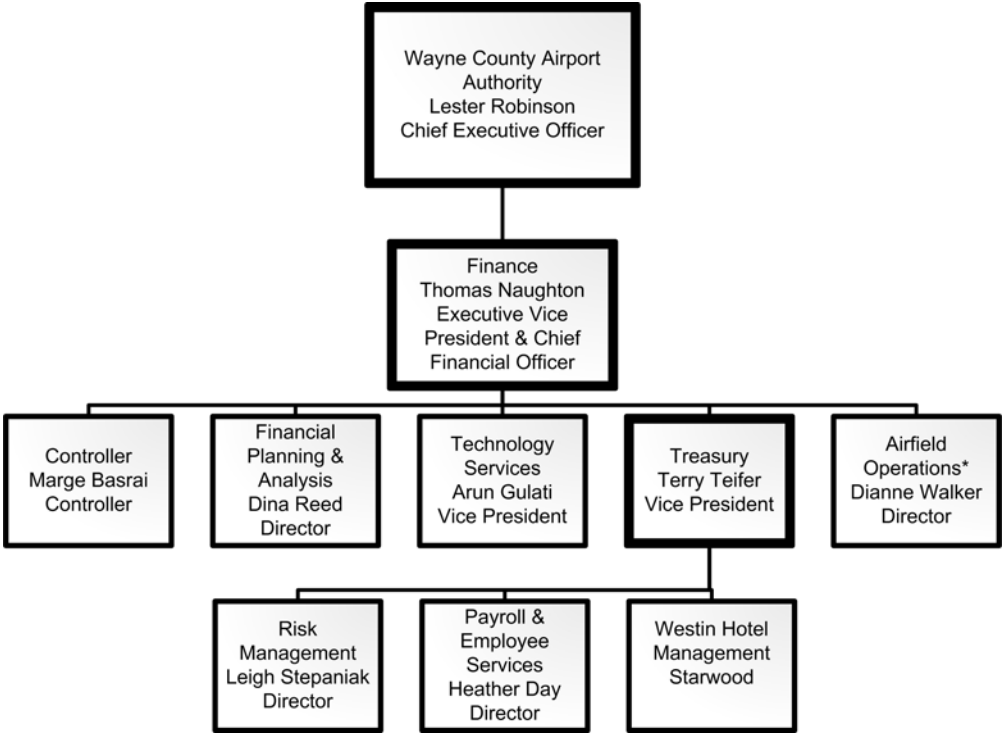 Wayne County Airport
Authority
Lester Robinson
Chief Executive Officer
Finance
Thomas Naughton
Executive Vice
President & Chief
Financial Officer
Controller
Marge Basrai
Controller
Financial
Planning &
Analysis
Dina Reed
Director
Technology
Services
Arun Gulati
Vice President
Treasury
Terry Teifer
Vice President
Airfield
Operations*
Dianne Walker
Director
Risk
Management
Leigh Stepaniak
Director
Payroll &
Employee
Services
Heather Day
Director
Westin Hotel
Management
Starwood